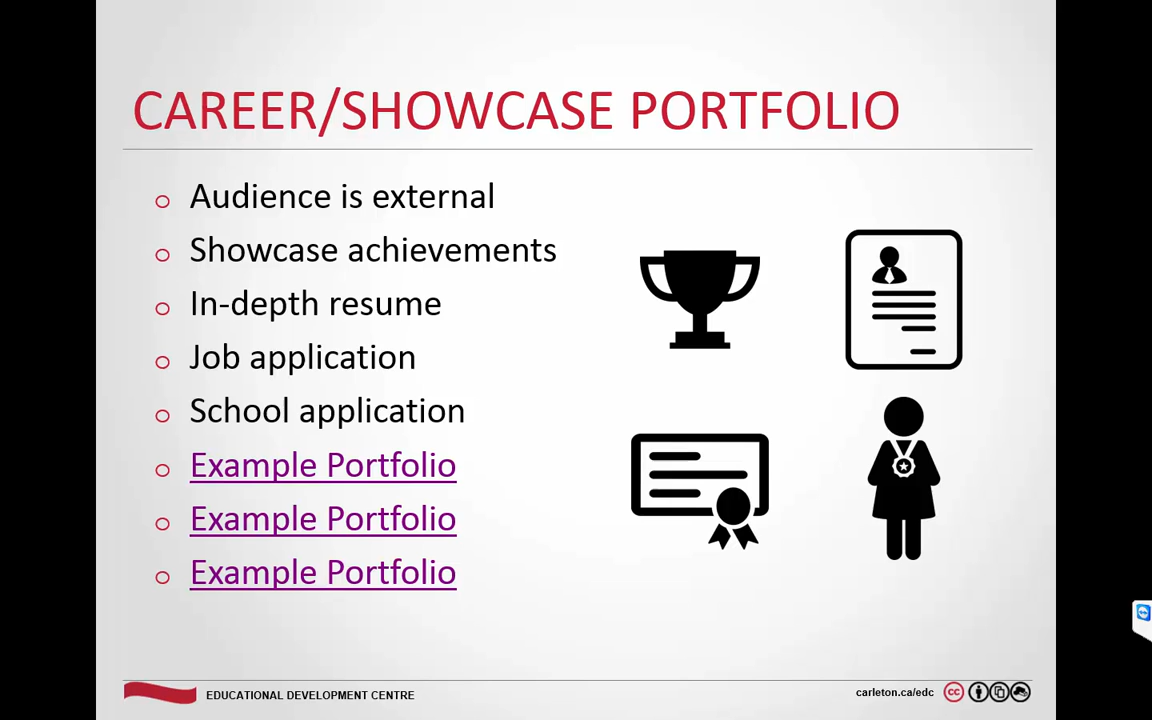 CAREER/SHOWCASE PORTFOLIO
Audience is external
Showcase achievements
In-depth resume
Job application
School application
Example Portfolio
Example Portfolio
Example Portfolio
EDUCATIONAL DEVELOPMENT CENTRE
carleton.ca/edc
cc